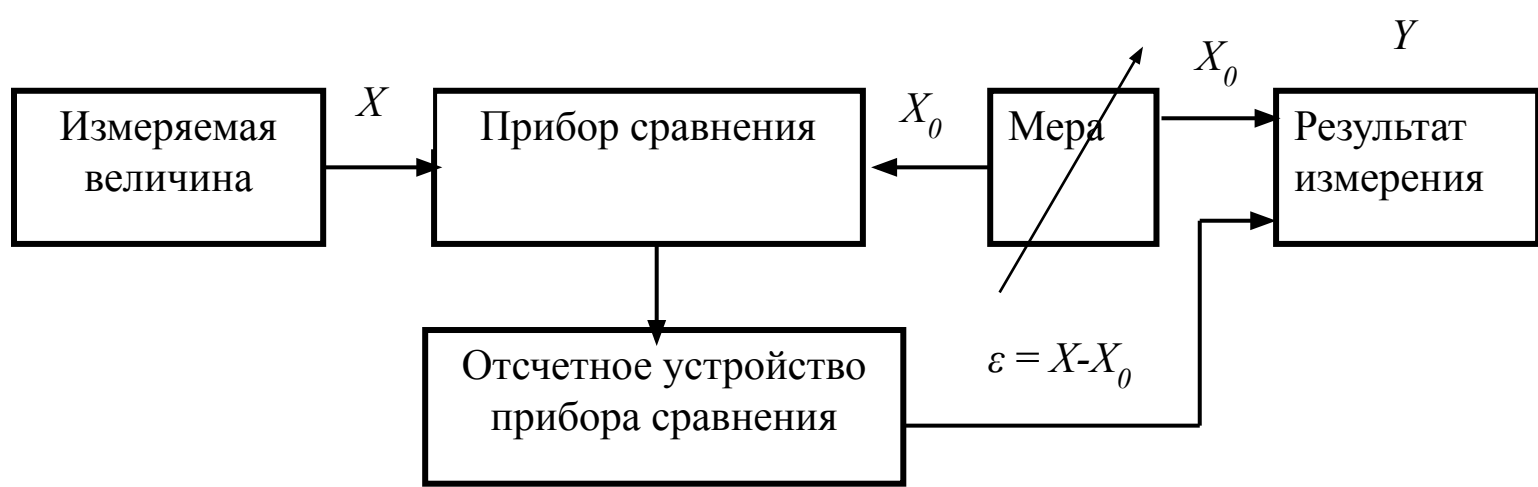 Измеряемая
величина
X
Прибор сравнения
X₀
Мера
X₀
Y
Результат
измерения
Отсчетное устройство
прибора сравнения
ε = X-X₀